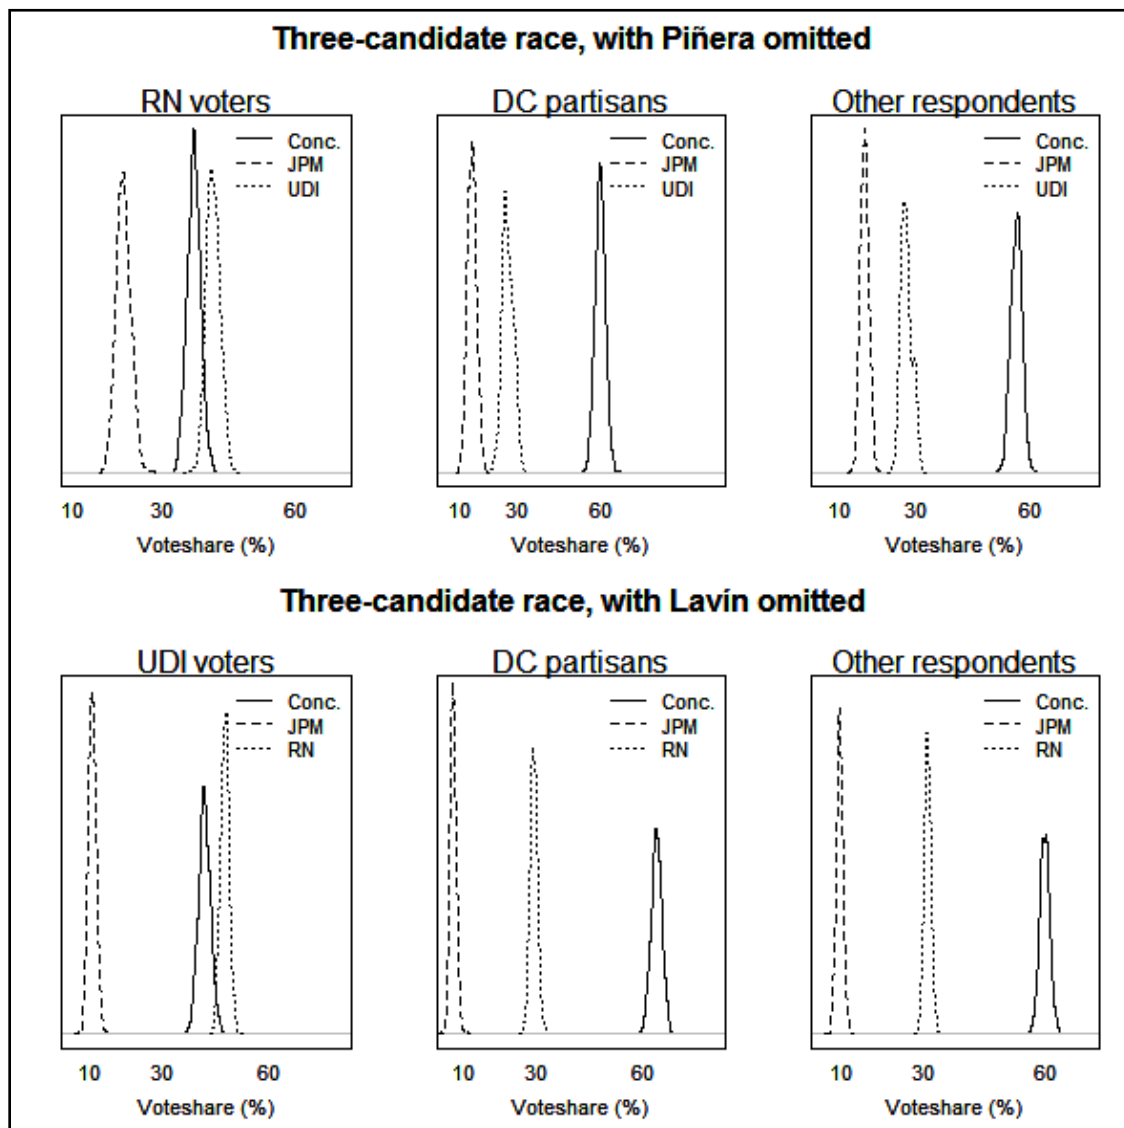 Three-candidate race, with Piñera omitted
RN voters
Conc.
JPM
UDI
10 30 60
Voteshare (%)
DC partisans
Conc.
JPM
UDI
10 30 60
Voteshare (%)
Other respondents
Conc.
JPM
UDI
10 30 60
Voteshare (%)
Three-candidate race, with Lavín omitted
UDI voters
Conc.
JPM
RN
10 30 60
Voteshare (%)
DC partisans
Conc.
JPM
RN
10 30 60
Voteshare (%)
Other respondents
Conc.
JPM
RN
10 30 60
Voteshare (%)